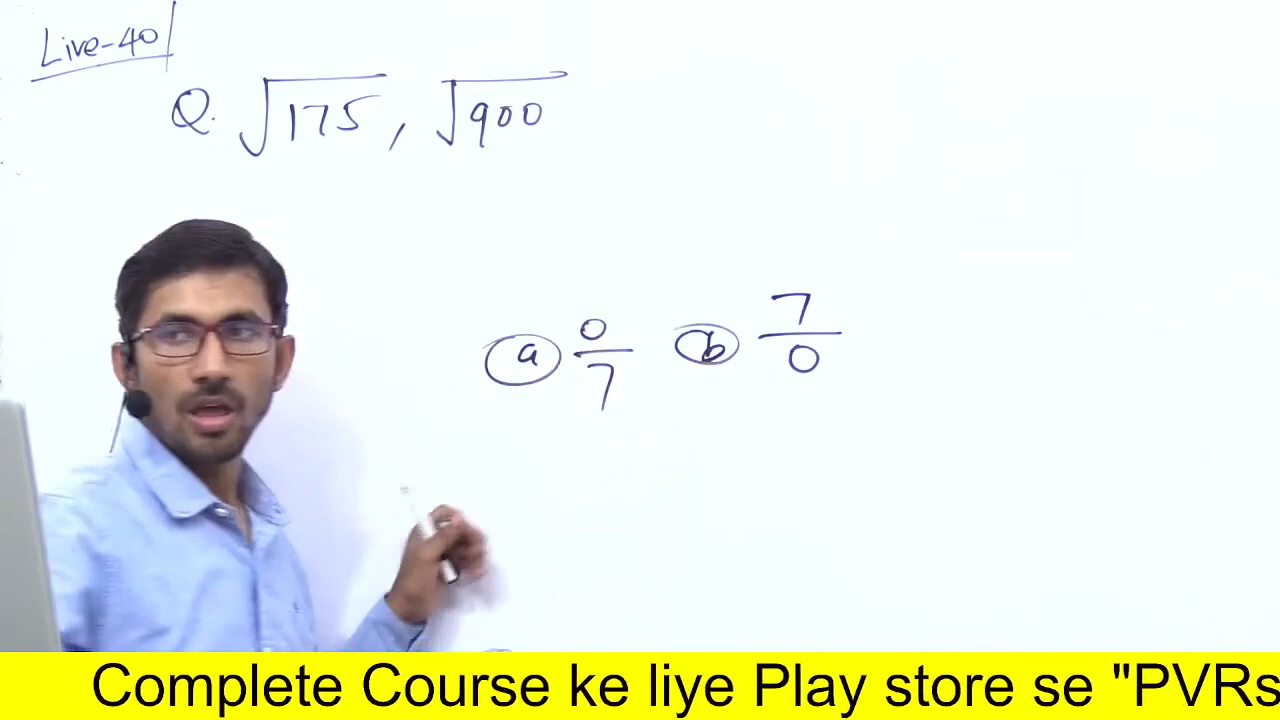 Live-40
Q. √175, √900
a 0/7 b 7/0
Complete Course ke liye Play store se "PVRs